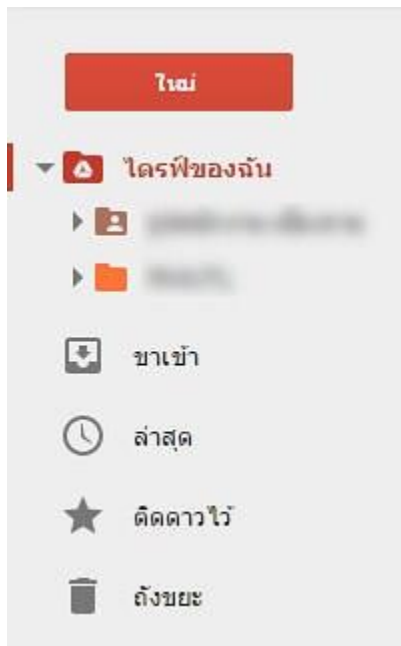 ใหม่
ไดรฟ์ของฉัน
ขาเข้า
ล่าสุด
ติดดาวไว้
ถังขยะ